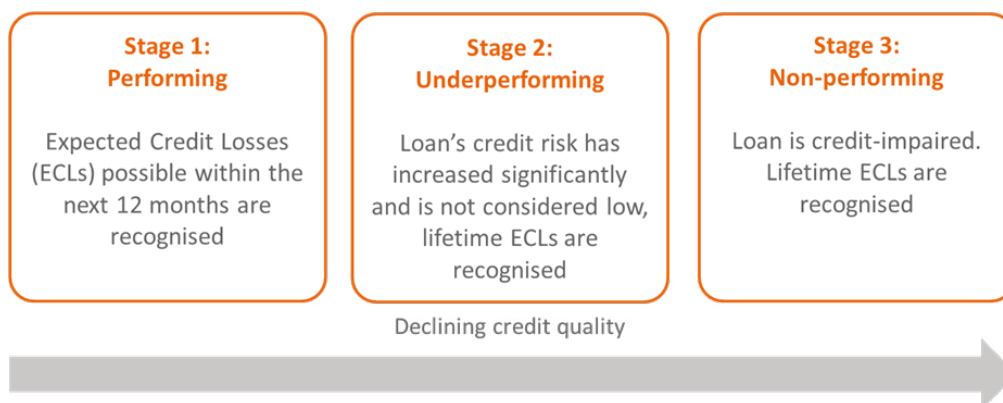 Stage 1:
Performing
Expected Credit Losses
(ECLs) possible within the
next 12 months are
recognised
Stage 2:
Underperforming
Loan's credit risk has
increased significantly
and is not considered low,
lifetime ECLs are
recognised
Stage 3:
Non-performing
Loan is credit-impaired.
Lifetime ECLs are
recognised
Declining credit quality